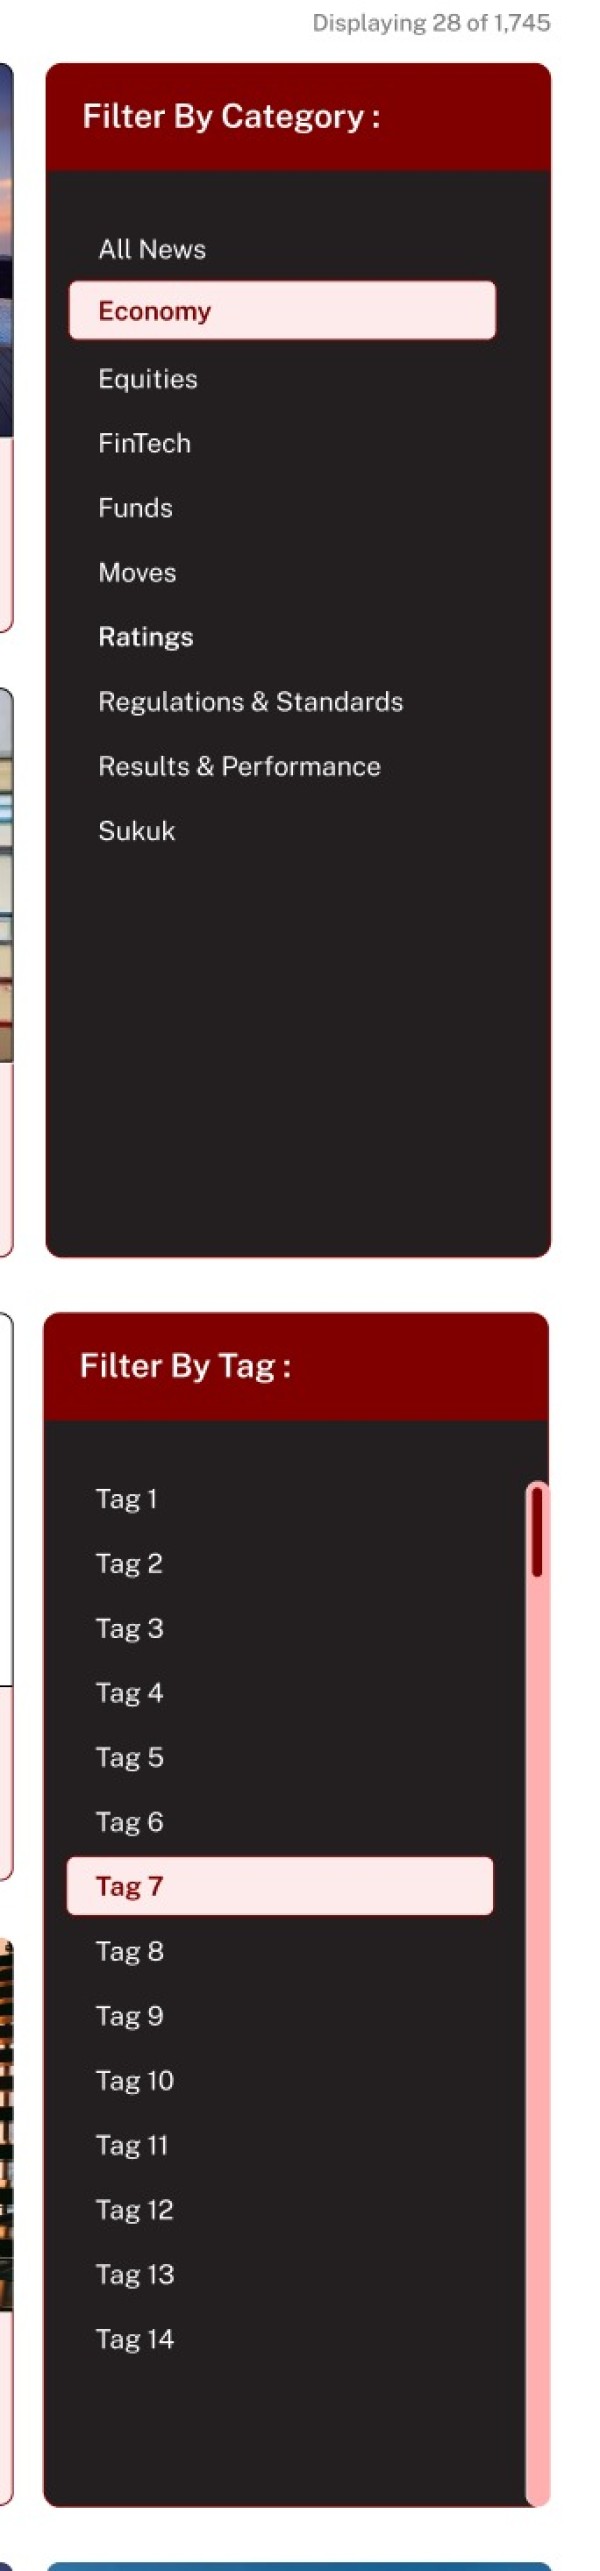 Displaying 28 of 1,745
Filter By Category :
All News
Economy
Equities
FinTech
Funds
Moves
Ratings
Regulations & Standards
Results & Performance
Sukuk
Filter By Tag :
Tag 1
Tag 2
Tag 3
Tag 4
Tag 5
Tag 6
Tag 7
Tag 8
Tag 9
Tag 10
Tag 11
Tag 12
Tag 13
Tag 14